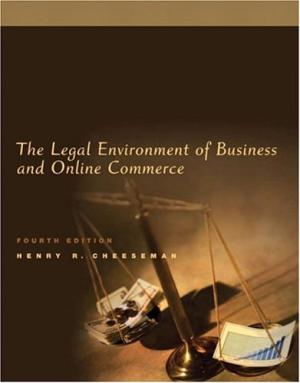 The Legal Environment of Business
and Online Commerce
FOURTH EDITION
HENRY R. CHEESEMAN